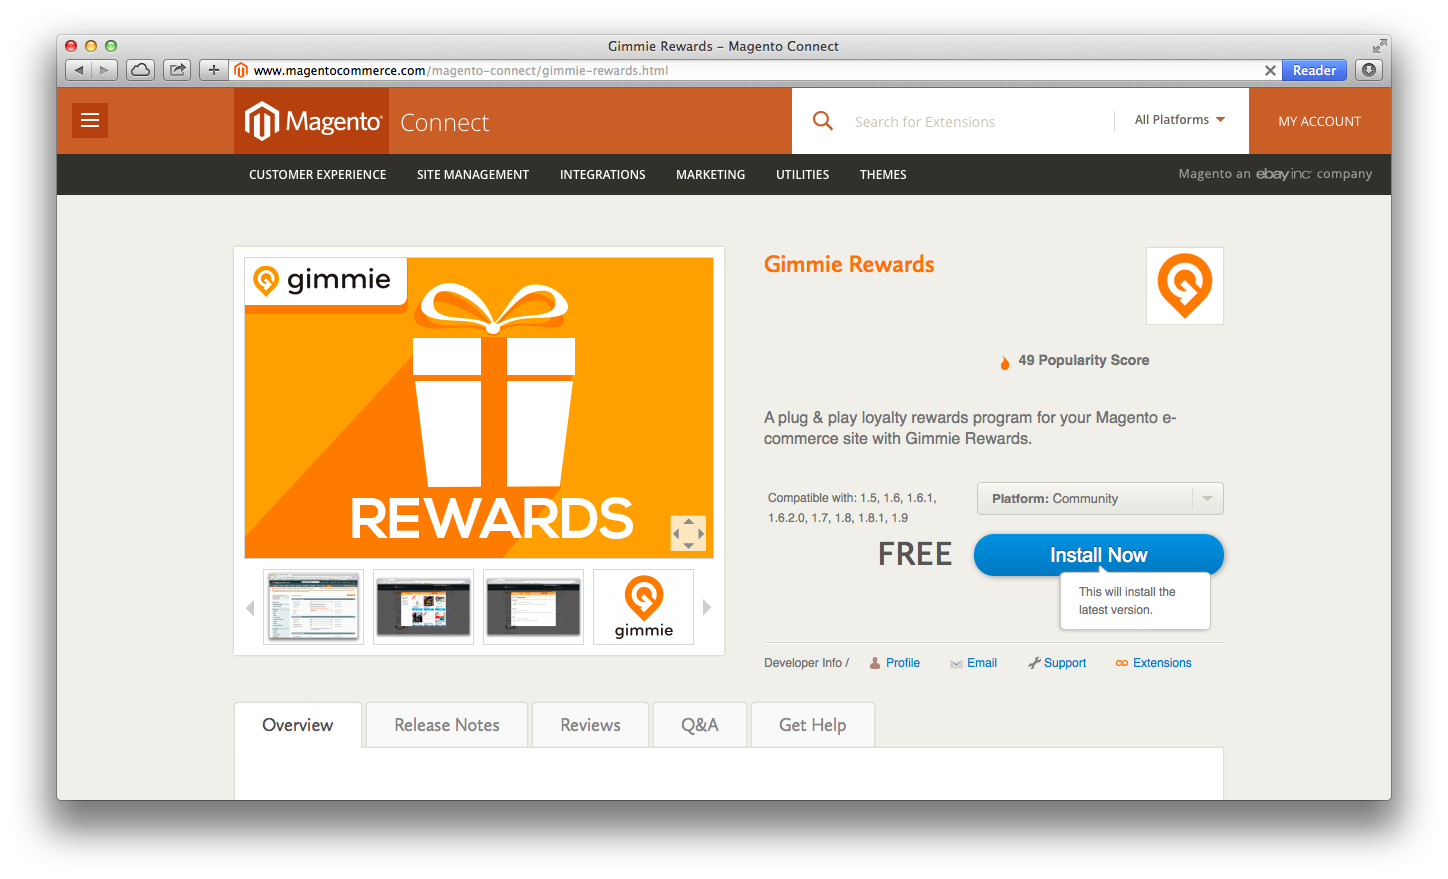 Gimmie Rewards – Magento Connect
www.magentocommerce.com/magento-connect/gimmie-rewards.html
Reader
Magento Connect
Search for Extensions
All Platforms
MY ACCOUNT
CUSTOMER EXPERIENCE SITE MANAGEMENT INTEGRATIONS MARKETING UTILITIES THEMES
Magento an ebay inc company
gimmie
REWARDS
gimmie
Gimmie Rewards
49 Popularity Score
A plug & play loyalty rewards program for your Magento e-
commerce site with Gimmie Rewards.
Compatible with: 1.5, 1.6, 1.6.1,
1.6.2.0, 1.7, 1.8, 1.8.1, 1.9
Platform: Community
FREE
Install Now
This will install the
latest version.
Developer Info / Profile Email Support Extensions
Overview Release Notes Reviews Q&A Get Help